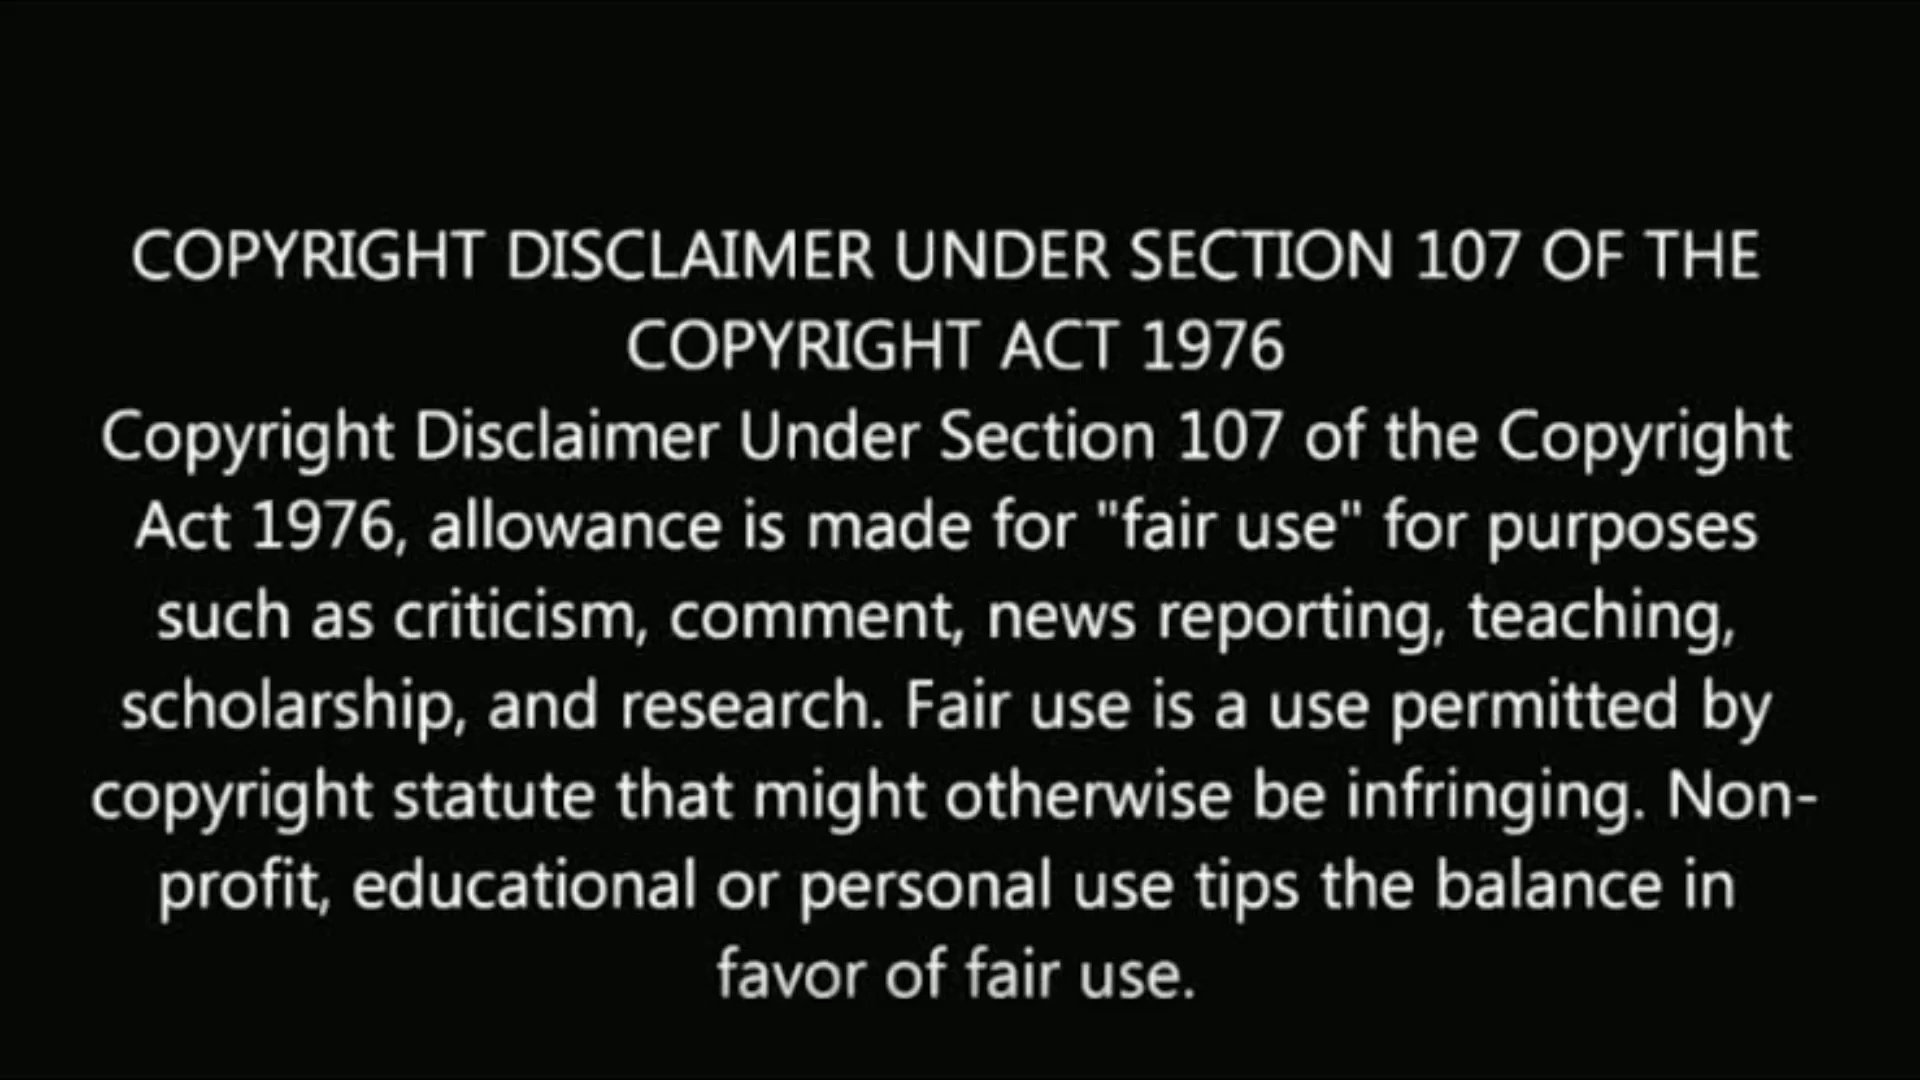 COPYRIGHT DISCLAIMER UNDER SECTION 107 OF THE
COPYRIGHT ACT 1976
Copyright Disclaimer Under Section 107 of the Copyright
Act 1976, allowance is made for "fair use" for purposes
such as criticism, comment, news reporting, teaching,
scholarship, and research. Fair use is a use permitted by
copyright statute that might otherwise be infringing. Non-
profit, educational or personal use tips the balance in
favor of fair use.